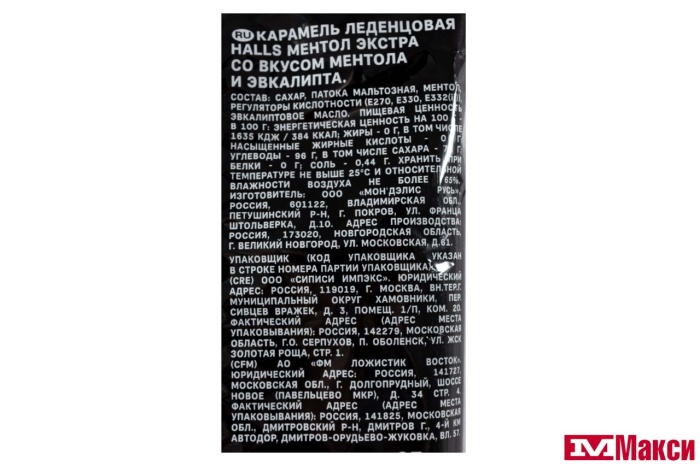 RU КАРАМЕЛЬ ЛЕДЕНЦОВАЯ
HALLS МЕНТОЛ ЭКСТРА
СО ВКУСОМ МЕНТОЛА
И ЭВКАЛИПТА.
СОСТАВ: САХАР, ПАТОКА МАЛЬТОЗНАЯ, МЕНТОЛ,
РЕГУЛЯТОРЫ КИСЛОТНОСТИ (Е270, Е330, Е332(ii)),
ЭВКАЛИПТОВОЕ МАСЛО. ПИЩЕВАЯ ЦЕННОСТЬ
В 100 Г: ЭНЕРГЕТИЧЕСКАЯ ЦЕННОСТЬ НА 100 Г -
1635 КДЖ / 384 ККАЛ; ЖИРЫ - 0 Г, В ТОМ ЧИСЛЕ
НАСЫЩЕННЫЕ ЖИРНЫЕ КИСЛОТЫ - 0 Г;
УГЛЕВОДЫ - 96 Г, В ТОМ ЧИСЛЕ САХАРА - Г;
БЕЛКИ - 0 Г; СОЛЬ - 0,44 Г. ХРАНИТЬ ПРИ
ТЕМПЕРАТУРЕ НЕ ВЫШЕ 25°С И ОТНОСИТЕЛЬНОЙ
ВЛАЖНОСТИ ВОЗДУХА НЕ БОЛЕЕ 65%.
ИЗГОТОВИТЕЛЬ: ООО «МОН'ДЭЛИС РУСЬ»,
РОССИЯ, 601122, ВЛАДИМИРСКАЯ ОБЛ.,
ПЕТУШИНСКИЙ Р-Н, Г. ПОКРОВ, УЛ. ФРАНЦА
ШТОЛЬВЕРКА, Д.10. АДРЕС ПРОИЗВОДСТВА:
РОССИЯ, 173020, НОВГОРОДСКАЯ ОБЛАСТЬ,
Г. ВЕЛИКИЙ НОВГОРОД, УЛ. МОСКОВСКАЯ, Д.61.
УПАКОВЩИК (КОД УПАКОВЩИКА УКАЗАН
В СТРОКЕ НОМЕРА ПАРТИИ УПАКОВЩИКА):
(CRE) ООО «СИПИСИ ИМПЭКС». ЮРИДИЧЕСКИЙ
АДРЕС: РОССИЯ, 119019, Г. МОСКВА, ВН.ТЕР.Г.
МУНИЦИПАЛЬНЫЙ ОКРУГ ХАМОВНИКИ, ПЕР.
СИВЦЕВ ВРАЖЕК, Д. 3, ПОМЕЩ. 1/П, КОМ. 20.
ФАКТИЧЕСКИЙ АДРЕС (АДРЕС МЕСТА
УПАКОВЫВАНИЯ): РОССИЯ, 142279, МОСКОВСКАЯ
ОБЛАСТЬ, Г.О. СЕРПУХОВ, П. ОБОЛЕНСК, УЛ. ЖСК
ЗОЛОТАЯ РОЩА, СТР. 1.
(CFM) АО «ФМ ЛОЖИСТИК ВОСТОК».
ЮРИДИЧЕСКИЙ АДРЕС: РОССИЯ, 141727,
МОСКОВСКАЯ ОБЛ., Г. ДОЛГОПРУДНЫЙ, ШОССЕ
НОВОЕ (ПАВЕЛЬЦЕВО МКР), Д. 34 СТР. 4.
ФАКТИЧЕСКИЙ АДРЕС (АДРЕС МЕСТА
УПАКОВЫВАНИЯ): РОССИЯ, 141825, МОСКОВСКАЯ
ОБЛ., ДМИТРОВСКИЙ Р-Н, ДМИТРОВ Г., 4-ЫЙ КМ
АВТОДОР, ДМИТРОВ-ОРУДЬЕВО-ЖУКОВКА, ВЛ. 57.
Макси